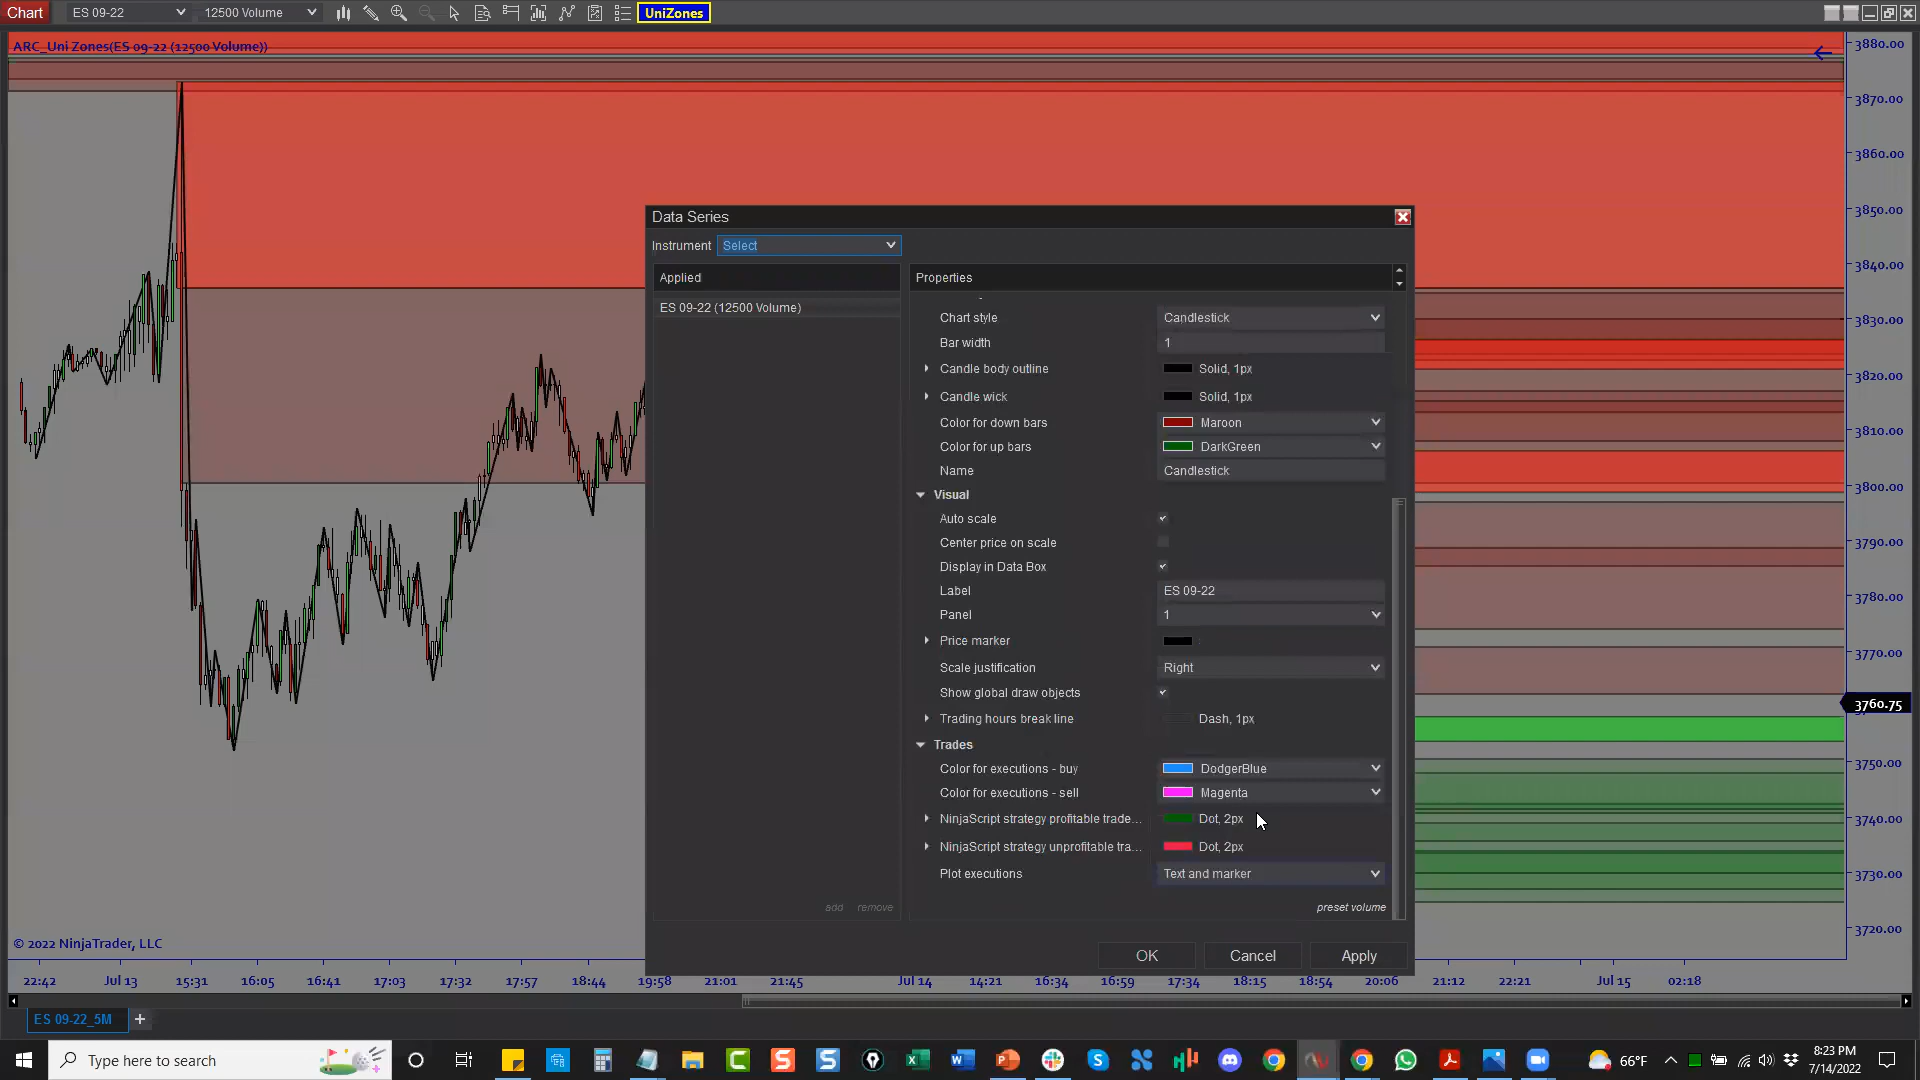 Chart ES 09-22 12500 Volume UniZones
ARC_Uni Zones(ES 09-22 (12500 Volume))
3880.00
3870.00
3860.00
3850.00
3840.00
3830.00
3820.00
3810.00
3800.00
3790.00
3780.00
3770.00
3760.75
3750.00
3740.00
3730.00
3720.00
Data Series
Instrument Select
Applied
ES 09-22 (12500 Volume)
add remove
Properties
Chart style Candlestick
Bar width 1
Candle body outline Solid, 1px
Candle wick Solid, 1px
Color for down bars Maroon
Color for up bars DarkGreen
Name Candlestick
Visual
Auto scale
Center price on scale
Display in Data Box
Label ES 09-22
Panel 1
Price marker
Scale justification Right
Show global draw objects
Trading hours break line Dash, 1px
Trades
Color for executions - buy DodgerBlue
Color for executions - sell Magenta
NinjaScript strategy profitable trade... Dot, 2px
NinjaScript strategy unprofitable tra... Dot, 2px
Plot executions Text and marker
preset volume
OK Cancel Apply
© 2022 NinjaTrader, LLC
22:42 Jul 13 15:31 16:05 16:41 17:03 17:32 17:57 18:44 19:58 21:01 21:45 Jul 14 14:21 16:34 16:59 17:34 18:15 18:54 20:06 21:12 22:21 Jul 15 02:18
ES 09-22_5M +
Type here to search
66°F
8:23 PM
7/14/2022